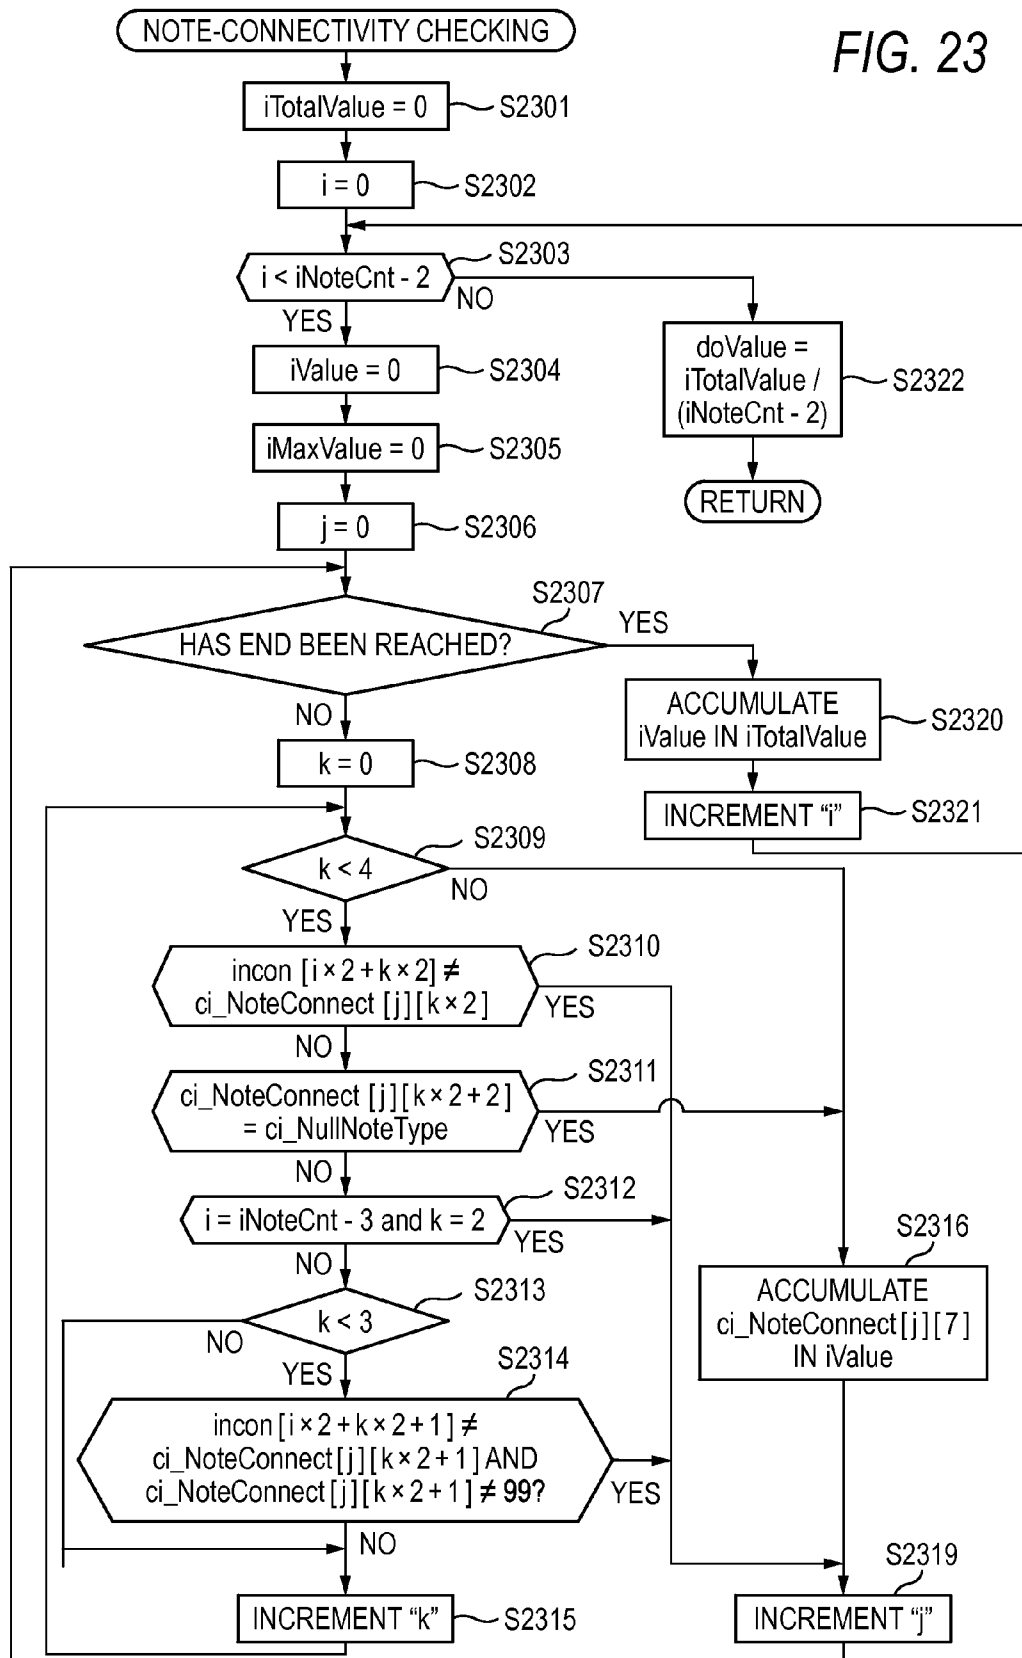 NOTE-CONNECTIVITY CHECKING
FIG. 23
iTotalValue = 0
S2301
i = 0
S2302
i < iNoteCnt - 2
S2303
NO
YES
iValue = 0
S2304
doValue =
iTotalValue /
(iNoteCnt - 2)
S2322
iMaxValue = 0
S2305
RETURN
j = 0
S2306
HAS END BEEN REACHED?
S2307
YES
NO
ACCUMULATE
iValue IN iTotalValue
S2320
k = 0
S2308
INCREMENT “i”
S2321
k < 4
S2309
NO
YES
incon [i × 2 + k × 2] ≠
ci_NoteConnect [j] [k × 2]
S2310
YES
NO
ci_NoteConnect [j] [k × 2 + 2]
= ci_NullNoteType
S2311
YES
NO
i = iNoteCnt - 3 and k = 2
S2312
YES
NO
k < 3
S2313
NO
YES
ACCUMULATE
ci_NoteConnect [j] [7]
IN iValue
S2316
incon [i × 2 + k × 2 + 1] ≠
ci_NoteConnect [j] [k × 2 + 1] AND
ci_NoteConnect [j] [k × 2 + 1] ≠ 99?
S2314
YES
NO
INCREMENT “k”
S2315
INCREMENT “j”
S2319